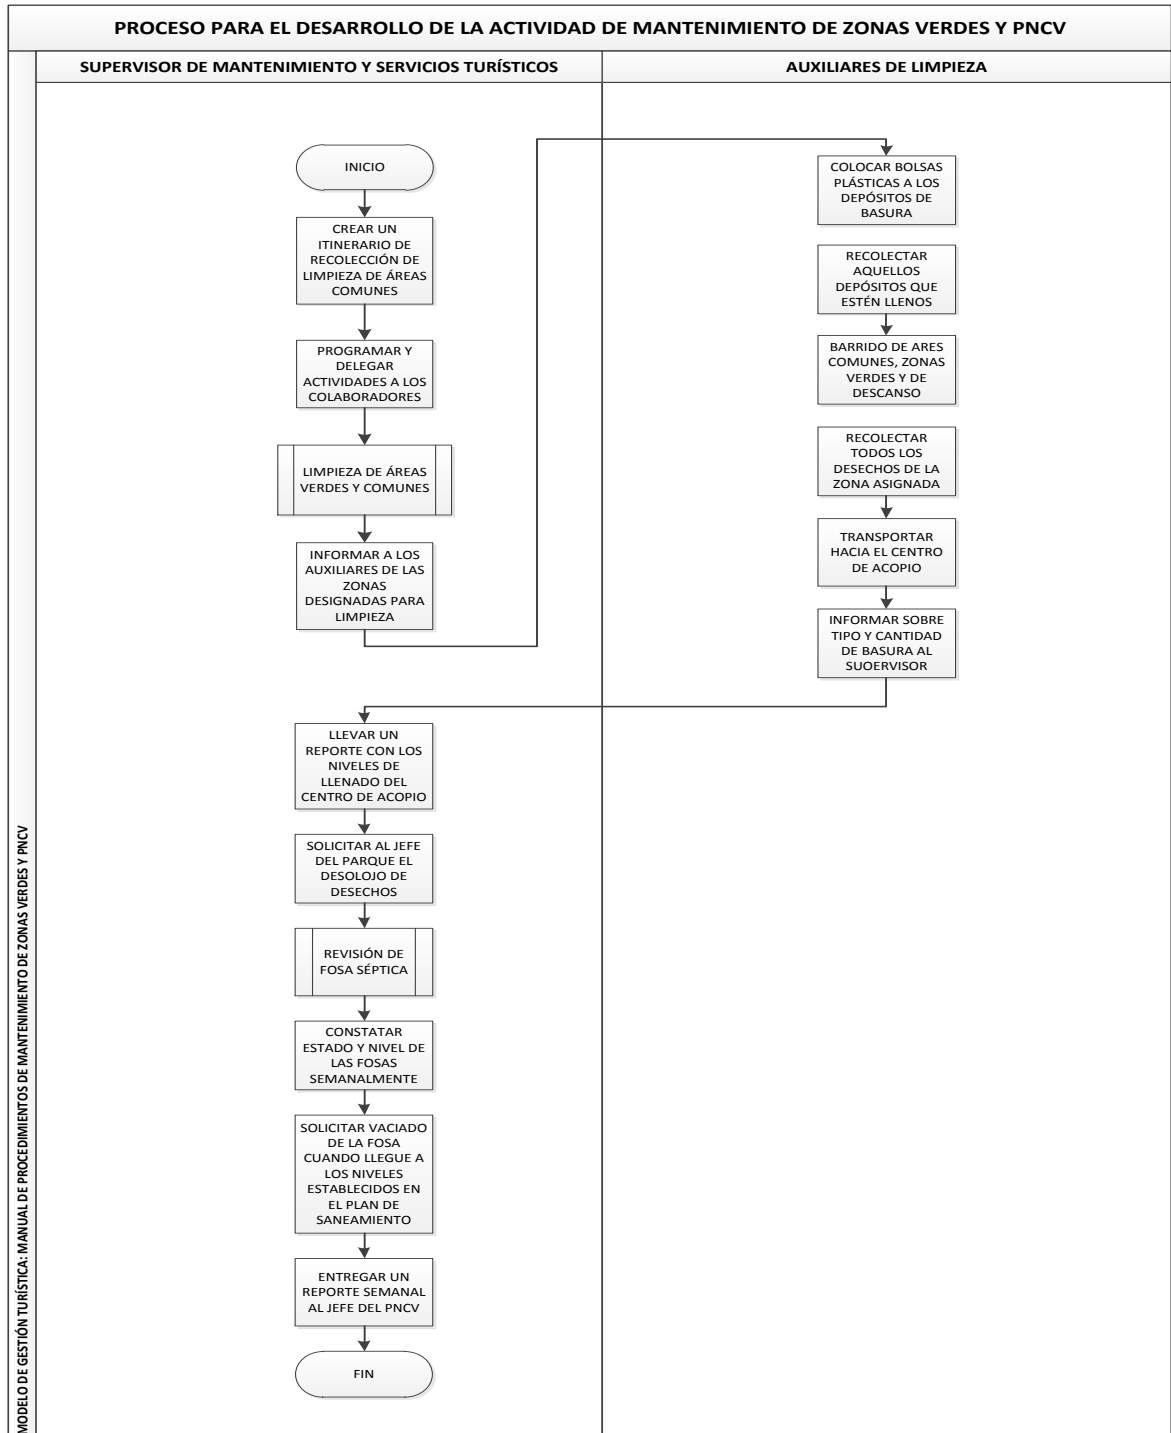 PROCESO PARA EL DESARROLLO DE LA ACTIVIDAD DE MANTENIMIENTO DE ZONAS VERDES Y PNCV
SUPERVISOR DE MANTENIMIENTO Y SERVICIOS TURÍSTICOS
AUXILIARES DE LIMPIEZA
MODELO DE GESTIÓN TURÍSTICA: MANUAL DE PROCEDIMIENTOS DE MANTENIMIENTO DE ZONAS VERDES Y PNCV
INICIO
CREAR UN
ITINERARIO DE
RECOLECCIÓN DE
LIMPIEZA DE ÁREAS
COMUNES
PROGRAMAR Y
DELEGAR
ACTIVIDADES A LOS
COLABORADORES
LIMPIEZA DE ÁREAS
VERDES Y COMUNES
INFORMAR A LOS
AUXILIARES DE LAS
ZONAS
DESIGNADAS PARA
LIMPIEZA
COLOCAR BOLSAS
PLÁSTICAS A LOS
DEPÓSITOS DE
BASURA
RECOLECTAR
AQUELLOS
DEPÓSITOS QUE
ESTÉN LLENOS
BARRIDO DE ARES
COMUNES, ZONAS
VERDES Y DE
DESCANSO
RECOLECTAR
TODOS LOS
DESECHOS DE LA
ZONA ASIGNADA
TRANSPORTAR
HACIA EL CENTRO
DE ACOPIO
INFORMAR SOBRE
TIPO Y CANTIDAD
DE BASURA AL
SUOERVISOR
LLEVAR UN
REPORTE CON LOS
NIVELES DE
LLENADO DEL
CENTRO DE ACOPIO
SOLICITAR AL JEFE
DEL PARQUE EL
DESOLOJO DE
DESECHOS
REVISIÓN DE
FOSA SÉPTICA
CONSTATAR
ESTADO Y NIVEL DE
LAS FOSAS
SEMANALMENTE
SOLICITAR VACIADO
DE LA FOSA
CUANDO LLEGUE A
LOS NIVELES
ESTABLECIDOS EN
EL PLAN DE
SANEAMIENTO
ENTREGAR UN
REPORTE SEMANAL
AL JEFE DEL PNCV
FIN